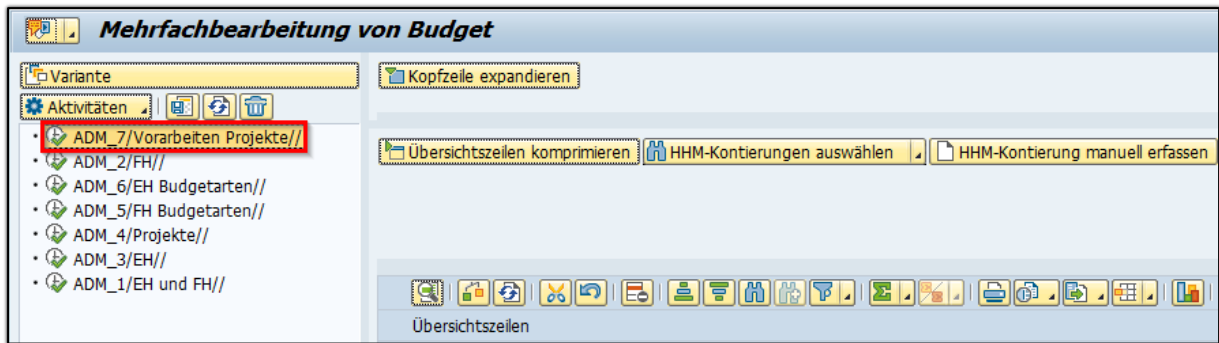 Mehrfachbearbeitung von Budget
Variante
Kopfzeile expandieren
Aktivitäten
ADM_7/Vorarbeiten Projekte//
ADM_2/FH//
ADM_6/EH Budgetarten//
ADM_5/FH Budgetarten//
ADM_4/Projekte//
ADM_3/EH//
ADM_1/EH und FH//
Übersichtszeilen komprimieren HHM-Kontierungen auswählen HHM-Kontierung manuell erfassen
Übersichtszeilen